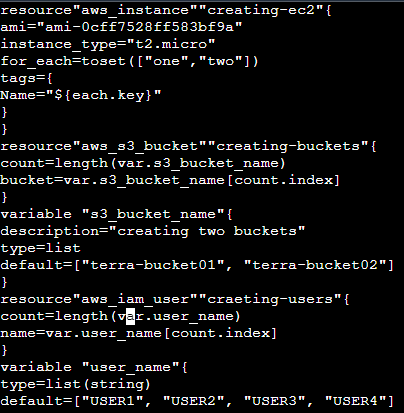 resource"aws_instance""creating-ec2"{
ami="ami-0cff7528ff583bf9a"
instance_type="t2.micro"
for_each=toset(["one","two"])
tags={
Name="${each.key}"
}
}
resource"aws_s3_bucket""creating-buckets"{
count=length(var.s3_bucket_name)
bucket=var.s3_bucket_name[count.index]
}
variable "s3_bucket_name"{
description="creating two buckets"
type=list
default=["terra-bucket01", "terra-bucket02"]
}
resource"aws_iam_user""craeting-users"{
count=length(var.user_name)
name=var.user_name[count.index]
}
variable "user_name"{
type=list(string)
default=["USER1", "USER2", "USER3", "USER4"]